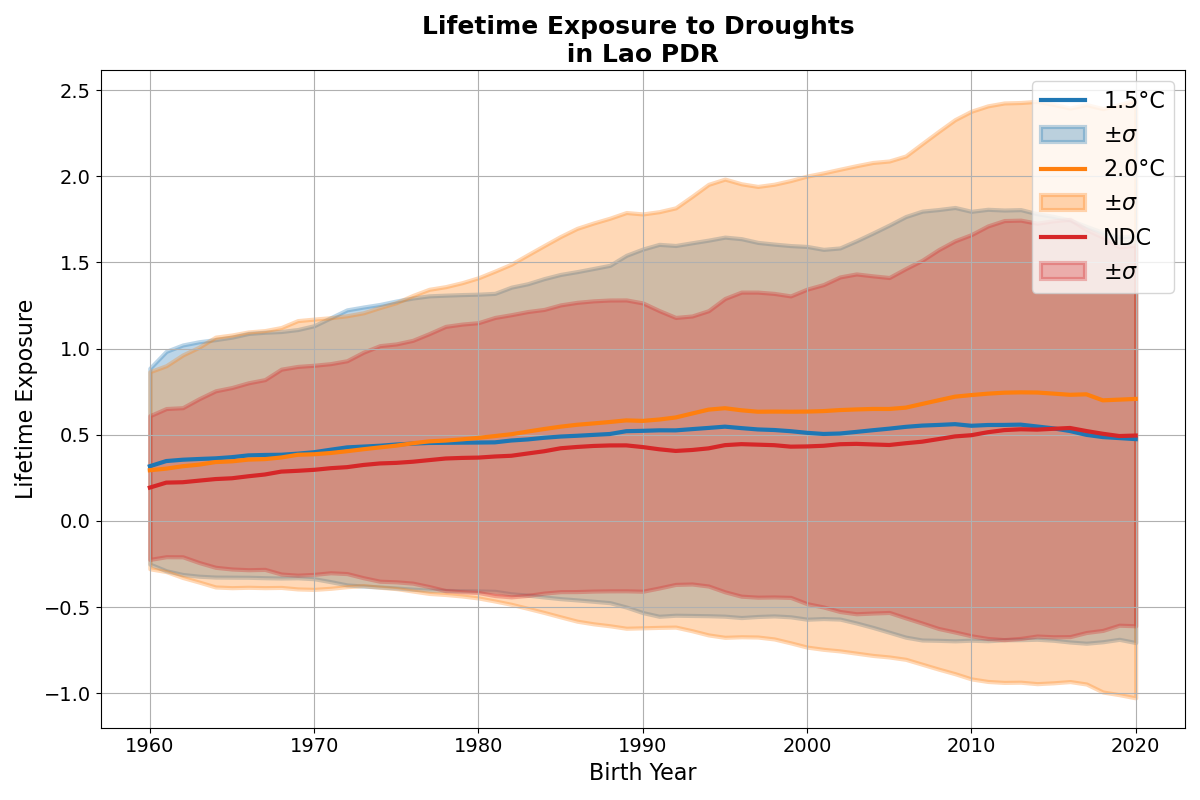 Lifetime Exposure to Droughts
in Lao PDR
2.5
2.0
1.5
1.0
0.5
0.0
−0.5
−1.0
Lifetime Exposure
1.5°C
±σ
2.0°C
±σ
NDC
±σ
1960 1970 1980 1990 2000 2010 2020
Birth Year